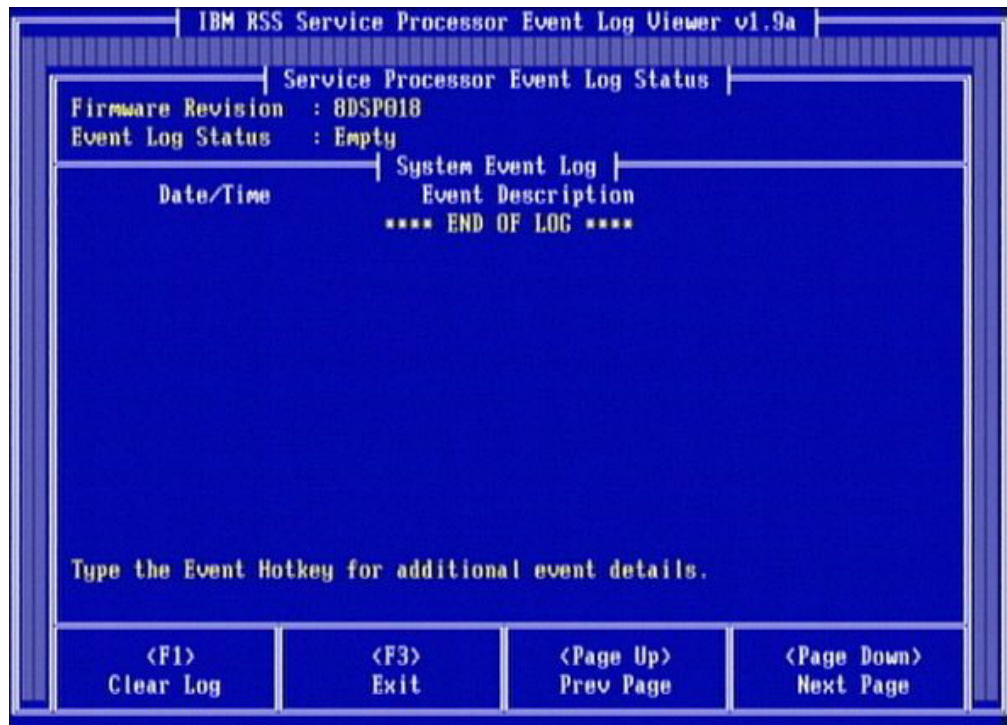 IBM RSS Service Processor Event Log Viewer v1.9a
Service Processor Event Log Status
Firmware Revision : 8DSP018
Event Log Status : Empty
System Event Log
Date/Time Event Description
**** END OF LOG ****
Type the Event Hotkey for additional event details.
<F1> <F3> <Page Up> <Page Down>
Clear Log Exit Prev Page Next Page